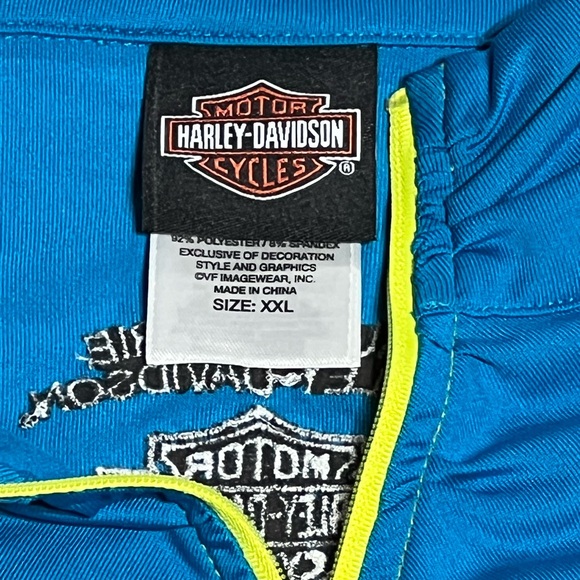 MOTOR
HARLEY-DAVIDSON
CYCLES
®
92% POLYESTER / 8% SPANDEX
EXCLUSIVE OF DECORATION
STYLE AND GRAPHICS
©VF IMAGEWEAR, INC.
MADE IN CHINA
SIZE: XXL
MOTOR